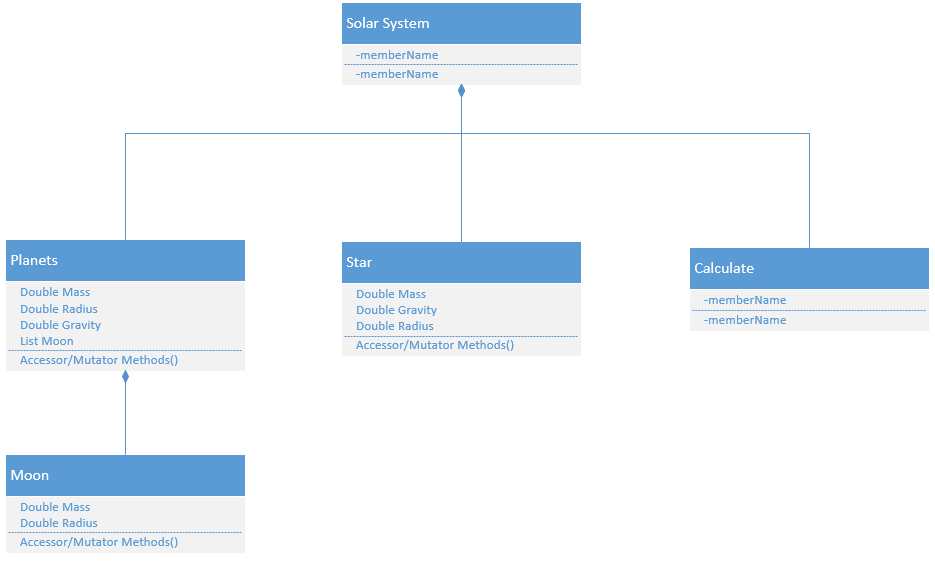 Solar System
-memberName
-memberName
Planets
Double Mass
Double Radius
Double Gravity
List Moon
Accessor/Mutator Methods()
Star
Double Mass
Double Gravity
Double Radius
Accessor/Mutator Methods()
Calculate
-memberName
-memberName
Moon
Double Mass
Double Radius
Accessor/Mutator Methods()